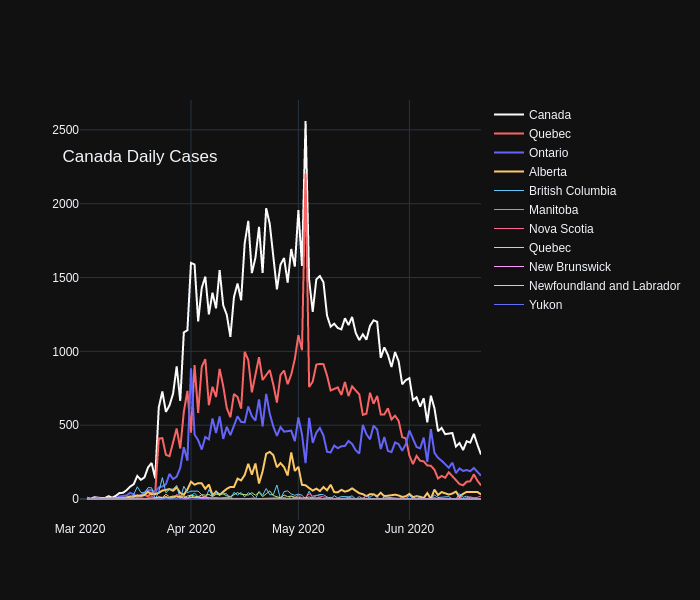 Canada Daily Cases
2500
2000
1500
1000
500
0
Mar 2020
Apr 2020
May 2020
Jun 2020
Canada
Quebec
Ontario
Alberta
British Columbia
Manitoba
Nova Scotia
Quebec
New Brunswick
Newfoundland and Labrador
Yukon